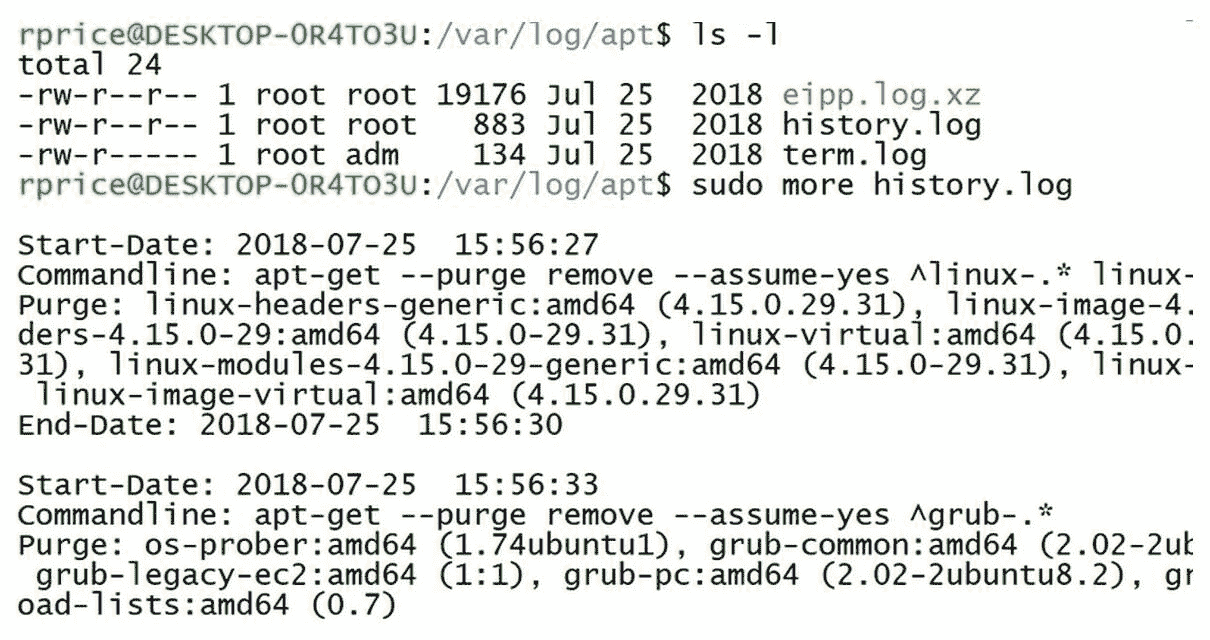 rprice@DESKTOP-0R4TO3U:/var/log/apt$ ls -l
total 24
-rw-r--r-- 1 root root 19176 Jul 25  2018 eipp.log.xz
-rw-r--r-- 1 root root   883 Jul 25  2018 history.log
-rw-r----- 1 root adm    134 Jul 25  2018 term.log
rprice@DESKTOP-0R4TO3U:/var/log/apt$ sudo more history.log

Start-Date: 2018-07-25  15:56:27
Commandline: apt-get --purge remove --assume-yes ^linux-.* linux-
Purge: linux-headers-generic:amd64 (4.15.0.29.31), linux-image-4.
ders-4.15.0-29:amd64 (4.15.0-29.31), linux-virtual:amd64 (4.15.0.
31), linux-modules-4.15.0-29-generic:amd64 (4.15.0-29.31), linux-
 linux-image-virtual:amd64 (4.15.0.29.31)
End-Date: 2018-07-25  15:56:30

Start-Date: 2018-07-25  15:56:33
Commandline: apt-get --purge remove --assume-yes ^grub-.*
Purge: os-prober:amd64 (1.74ubuntu1), grub-common:amd64 (2.02-2ub
 grub-legacy-ec2:amd64 (1:1), grub-pc:amd64 (2.02-2ubuntu8.2), gr
oad-lists:amd64 (0.7)